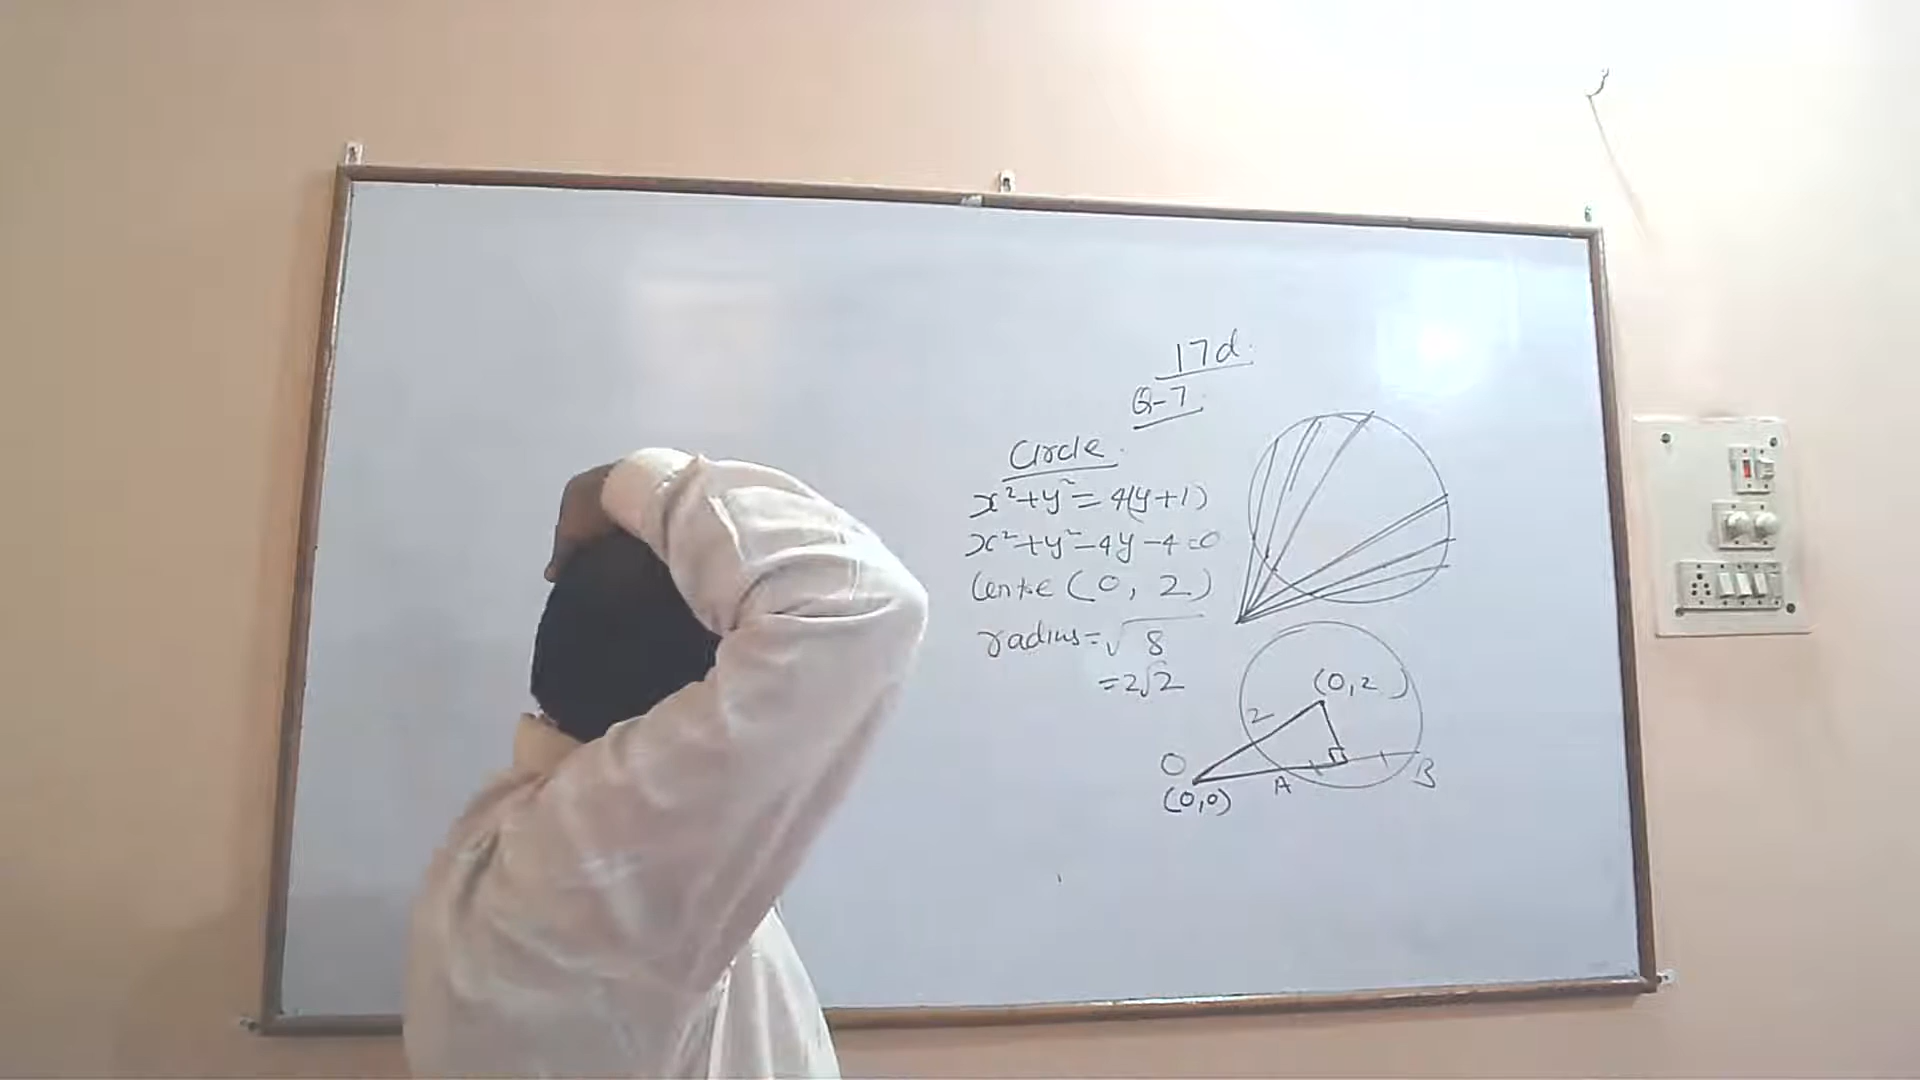 17d.
Q-7.
Circle.
x²+y²=4(y+1)
x²+y²-4y-4=0
Centre (0, 2)
radius=√8
=2√2
(0,2)
2
O
A
B
(0,0)